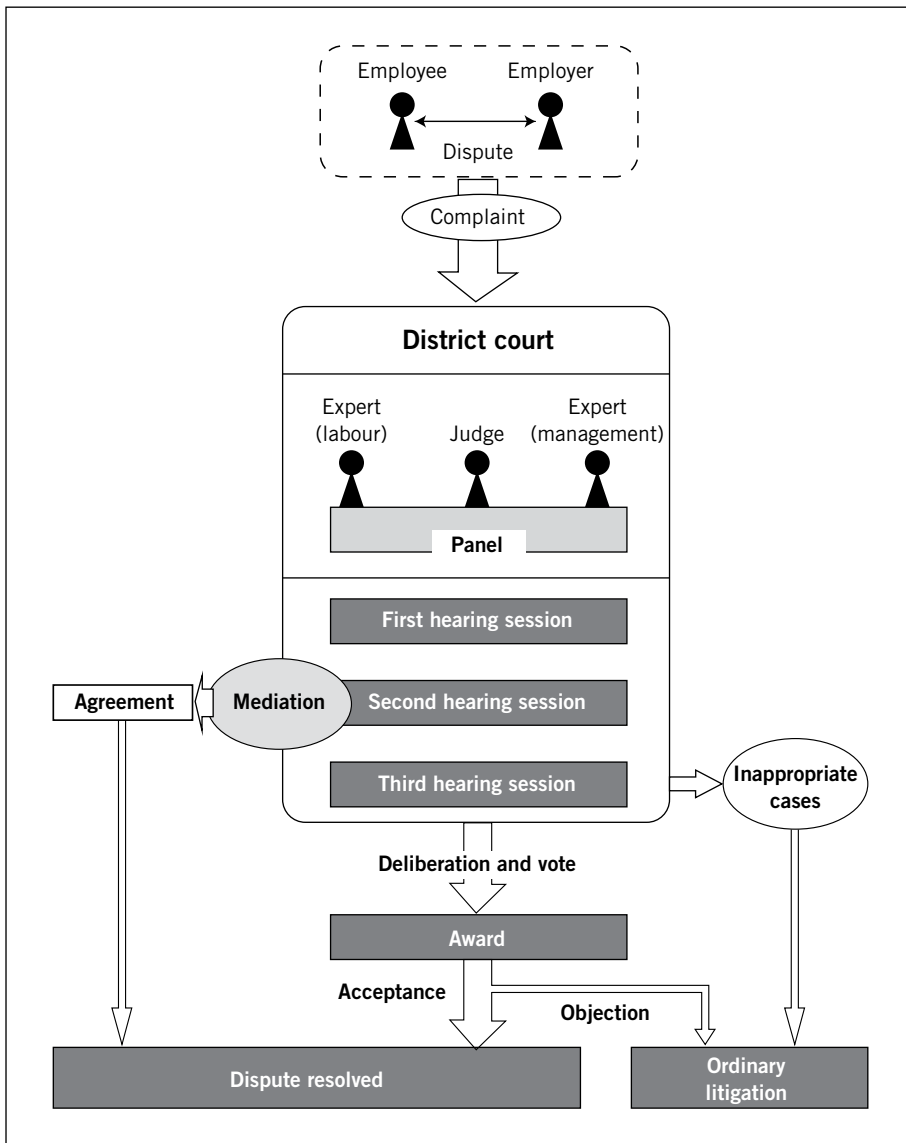 Employee Employer
Dispute
Complaint
District court
Expert
(labour)
Judge
Expert
(management)
Panel
First hearing session
Agreement
Mediation
Second hearing session
Third hearing session
Inappropriate
cases
Deliberation and vote
Award
Acceptance
Objection
Dispute resolved
Ordinary
litigation